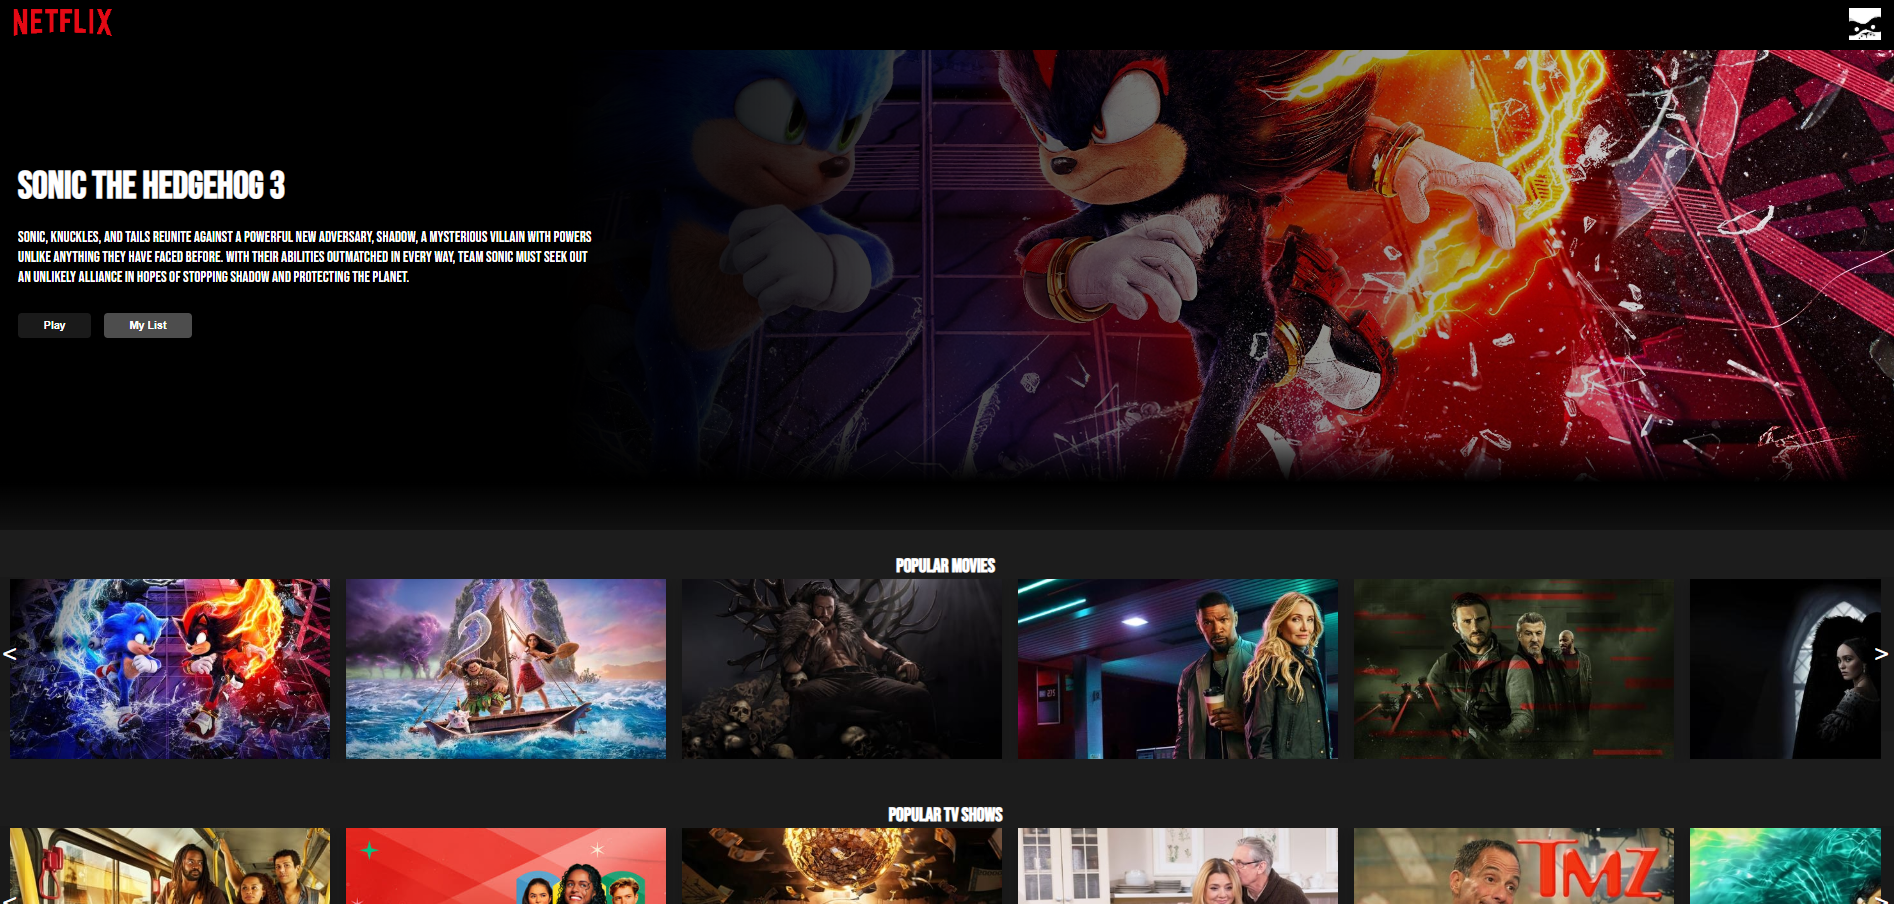 NETFLIX
SONIC THE HEDGEHOG 3
SONIC, KNUCKLES, AND TAILS REUNITE AGAINST A POWERFUL NEW ADVERSARY, SHADOW, A MYSTERIOUS VILLAIN WITH POWERS
UNLIKE ANYTHING THEY HAVE FACED BEFORE. WITH THEIR ABILITIES OUTMATCHED IN EVERY WAY, TEAM SONIC MUST SEEK OUT
AN UNLIKELY ALLIANCE IN HOPES OF STOPPING SHADOW AND PROTECTING THE PLANET.
Play
My List
POPULAR MOVIES
<
>
POPULAR TV SHOWS
TMZ